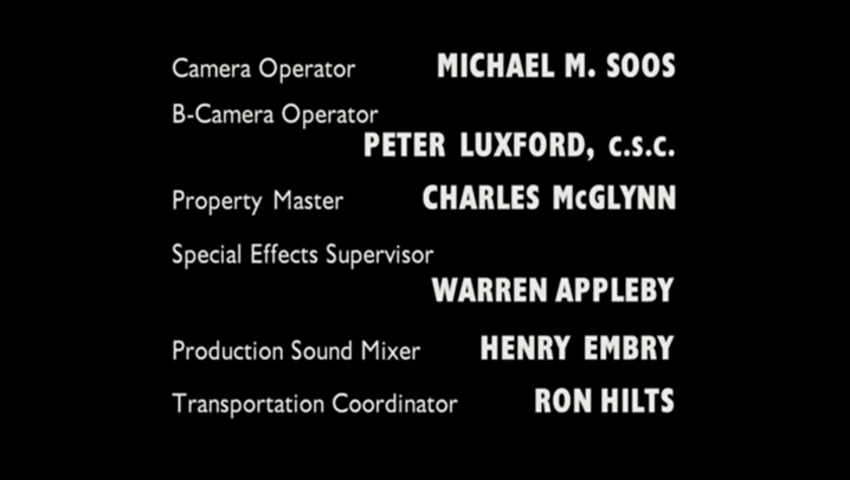 Camera Operator MICHAEL M. SOOS
B-Camera Operator
PETER LUXFORD, C.S.C.
Property Master CHARLES McGLYNN
Special Effects Supervisor
WARREN APPLEBY
Production Sound Mixer HENRY EMBRY
Transportation Coordinator RON HILTS